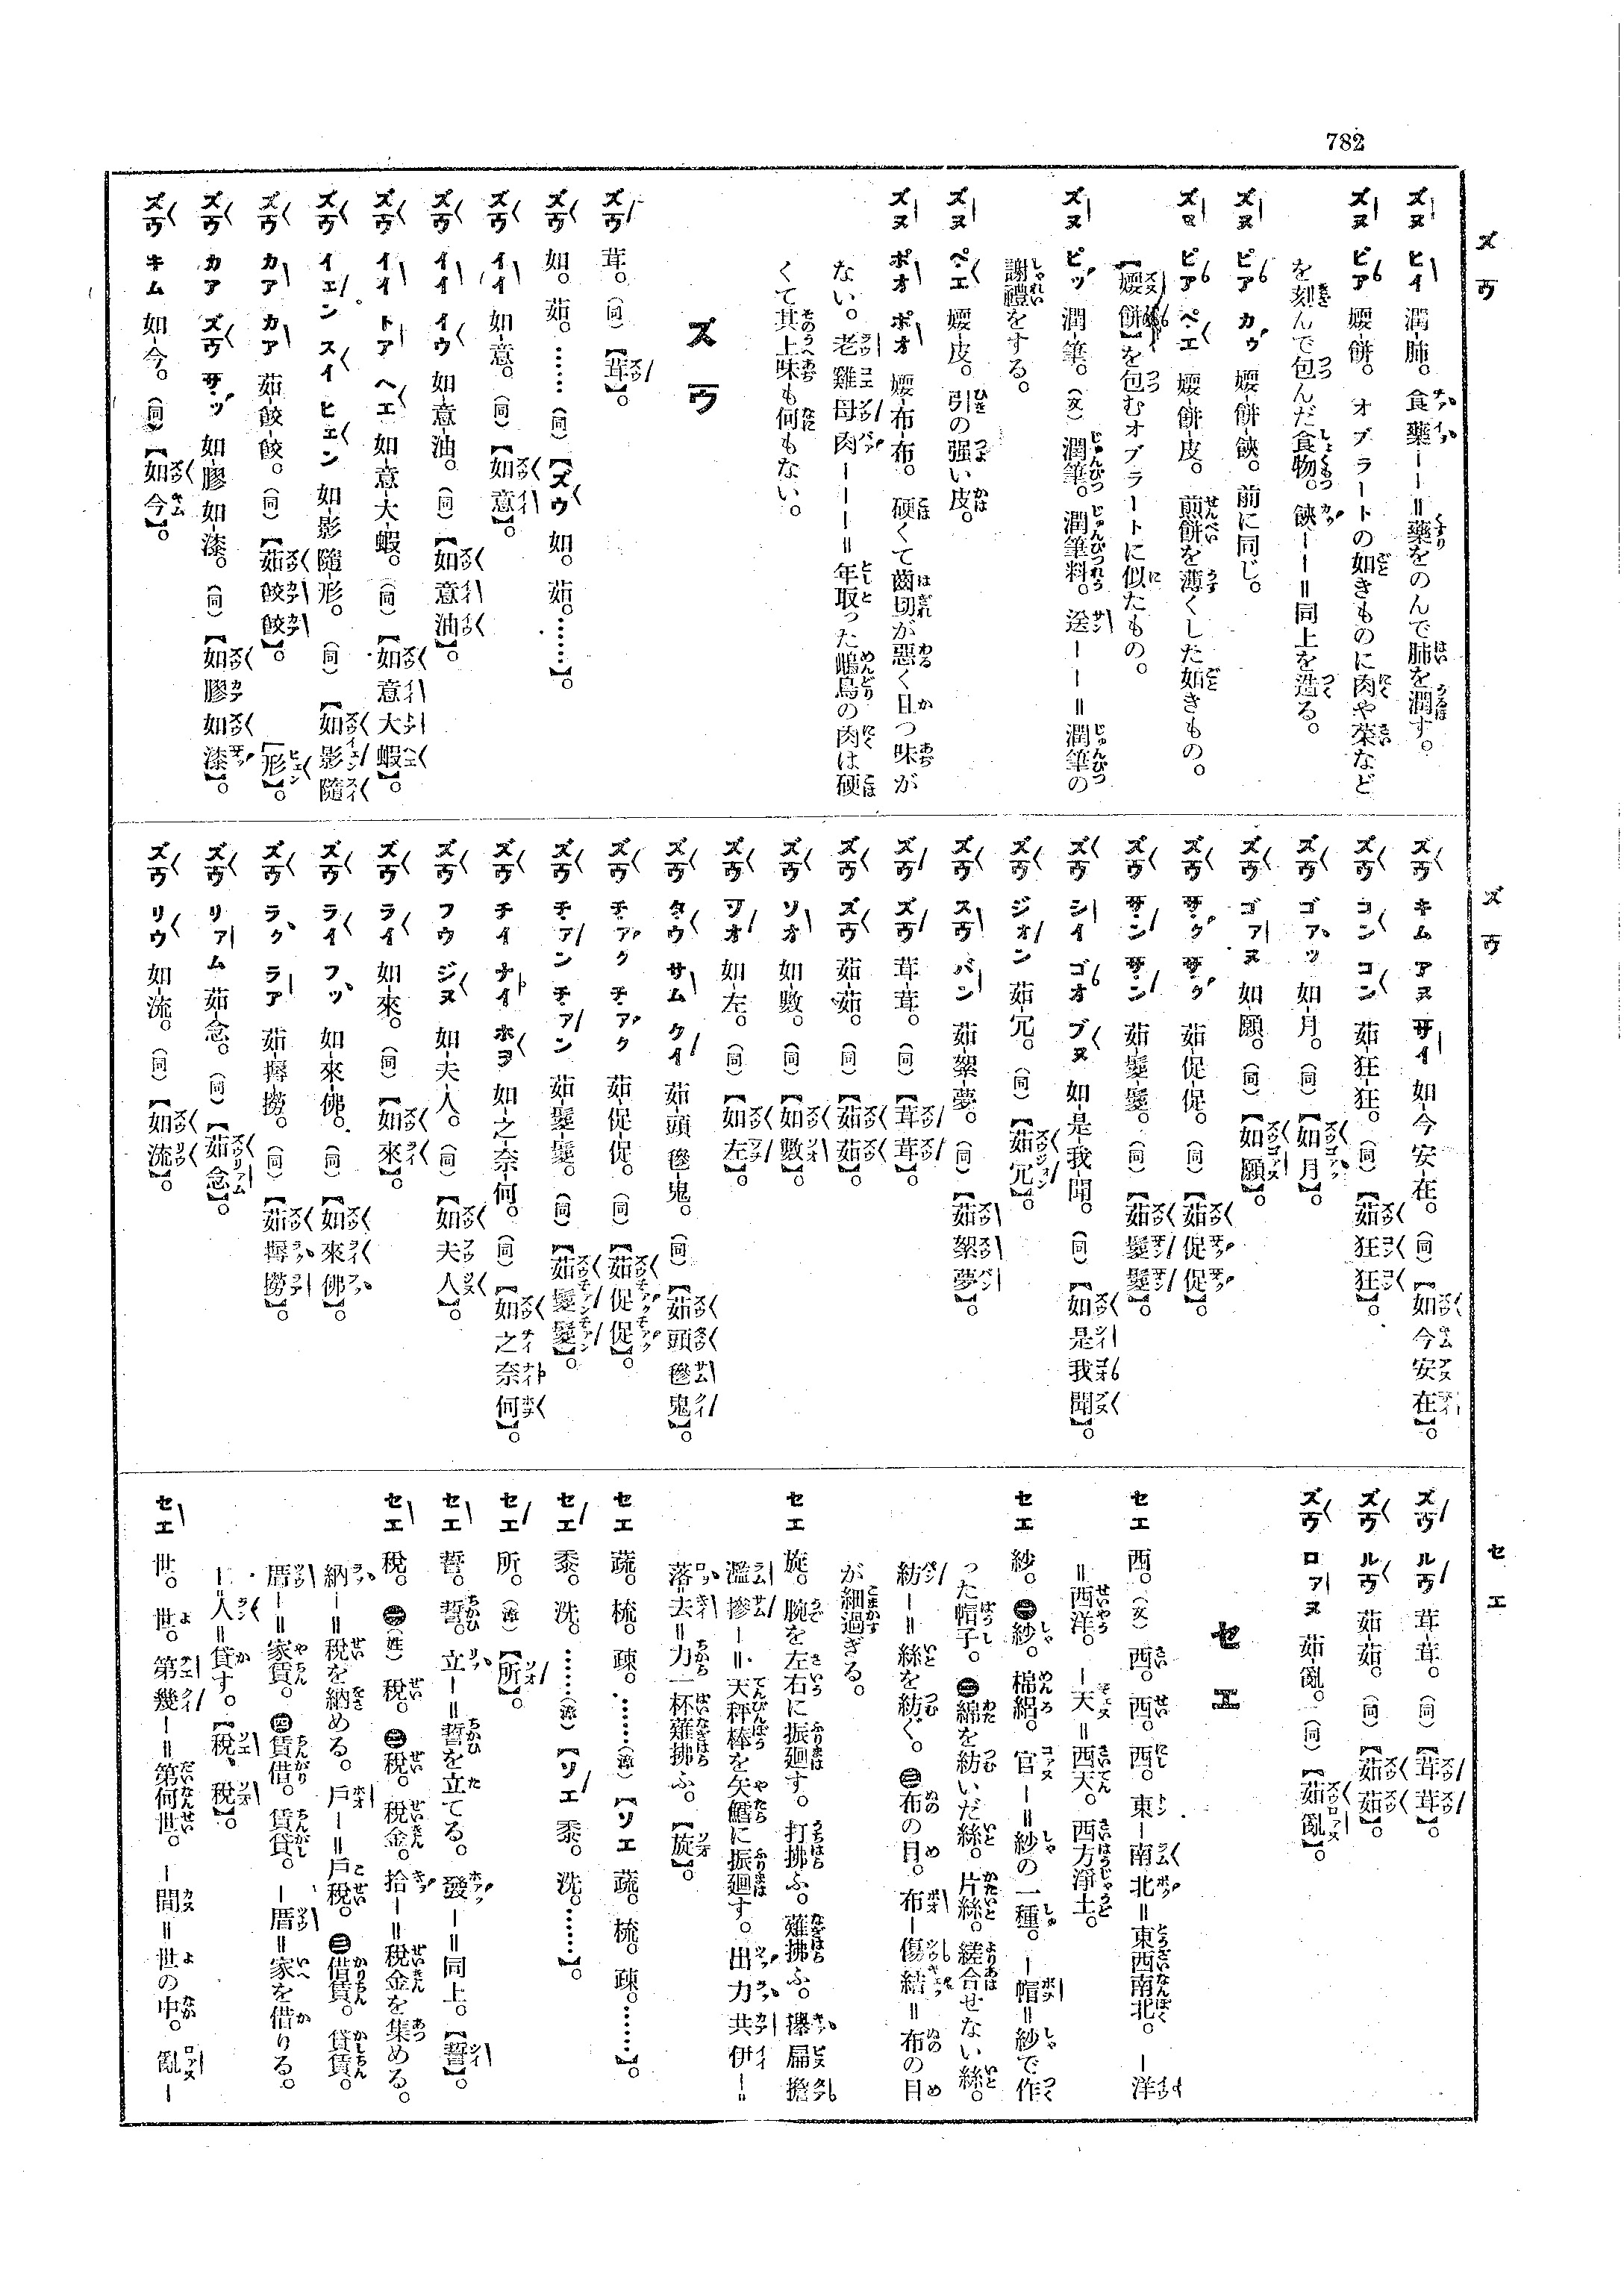 782
ズウ
ズヌ ヒイ 潤-肺。食藥ーー＝藥をのんで肺を潤す。
ズヌ ピア 㛹-餅。オブラートの如きものに肉や菜など
を刻んで包んだ食物。鋏ーー＝同上を造る。
ズヌ ピア カウ 㛹-餅-鋏。前に同じ。
ズヌ ピア ペエ 㛹-餅-皮。煎餅を薄くした如きもの。
【㛹餅】を包むオブラートに似たもの。
ズヌ ピッ 潤-筆。(文)潤筆。潤筆料。送ーー＝潤筆の
謝禮をする。
ズヌ ペエ 㛹-皮。引の强い皮。
ズヌ ポオ ポオ 㛹-布-布。硬くて齒切が惡く且つ味が
ない。老雞母肉ーーー＝年取った鴟鳥の肉は硬
くて其上味も何もない。
ズウ
ズウ 茸。(同)【茸】。
ズウ 如。茹。……(同)【ズウ 如。茹。……】。
ズウ イイ 如-意。(同)【如意】。
ズウ イイ イウ 如-意-油。(同)【如意油】。
ズウ イイ トア ヘエ 如-意-大-蝦。(同)【如意大蝦】。
ズウ イェン スイ ヒェン 如-影隨-形。(同)【如影隨
形】。
ズウ カア カア 茹-餃-餃。(同)【茹餃餃】。
ズウ カア ズウ サッ 如-膠 如-漆。(同)【如膠如漆】。
ズウ キム 如-今。(同)【如今】。
ズウ
ズウ キム アヌ サイ 如-今 安-在。(同)【如今安在】。
ズウ コン コン 茹-狂-狂。(同)【茹狂狂】。
ズウ ゴアッ 如-月。(同)【如月】。
ズウ ゴアヌ 如-願。(同)【如願】。
ズウ サク サク 茹-促-促。(同)【茹促促】。
ズウ サン サン 茹-鬖-鬖。(同)【茹鬖鬖】。
ズウ シイ ゴオ ブヌ 如-是-我-聞。(同)【如是我聞】。
ズウ ジオン 茹-冗。(同)【茹冗】。
ズウ スウ バン 茹-絮-夢。(同)【茹絮夢】。
ズウ ズウ 茸-茸。(同)【茸茸】。
ズウ ズウ 茹-茹。(同)【茹茹】。
ズウ ソオ 如-數。(同)【如數】。
ズウ ソオ 如-左。(同)【如左】。
ズウ タウ サム クイ 茹-頭 毿-鬼。(同)【茹頭毿鬼】。
ズウ チアク チアク 茹-促-促。(同)【茹促促】。
ズウ チアン チアン 茹-鬖-鬖。(同)【茹鬖鬖】。
ズウ チイ ナイ ホヲ 如-之-奈-何。(同)【如之奈何】。
ズウ フウ ジヌ 如-夫-人。(同)【如夫人】。
ズウ ライ 如-來。(同)【如來】。
ズウ ライ フッ 如-來-佛。(同)【如來佛】。
ズウ ラク ラア 茹-撈。(同)【茹撈】。
ズウ リアム 茹-念。(同)【茹念】。
ズウ リウ 如-流。(同)【如流】。
セエ
ズウ ルウ 茸-茸。(同)【茸茸】。
ズウ ルウ 茹-茹。(同)【茹茹】。
ズウ ロアヌ 茹-亂。(同)【茹亂】。
セエ
セエ 西。(文)西。西。西。東ー南北＝東西南北。ー洋
＝西洋。ー天＝西天。西方淨土。
セエ 紗。㊀紗。棉絽。官ー＝紗の一種。ー帽＝紗で作
った帽子。㊁綿を紡いだ絲。片絲。縒合せない絲。
紡ー＝絲を紡ぐ。㊂布の目。布ー傷結＝布の目
が細過ぎる。
セエ 旋。腕を左右に振廻す。打拂ふ。薙拂ふ。攑扁擔
濫摻ー＝天秤棒を矢鱈に振廻す。出力共伊ー＝
落＝去＝力一杯薙拂ふ。【旋】。
セエ 蔬。梳。疎。……(漳)【ソエ 蔬。梳。疎。……】。
セエ 黍。洗。……(漳)【ソエ 黍。洗。……】。
セエ 所。(漳)【所】。
セエ 誓。誓。立ー＝誓を立てる。發ー＝同上。【誓】。
セエ 稅。㊀(姓)稅。㊁稅。稅金。拾ー＝稅金を集める。
納ー＝稅を納める。戶ー＝戶稅。㊂借賃。貸賃。
厝ー＝家賃。㊃賃借。賃貸。ー厝＝家を借りる。
ー人＝貸す。【稅、稅】。
セエ 世。世。第幾ー＝第何世。ー間＝世の中。亂ー